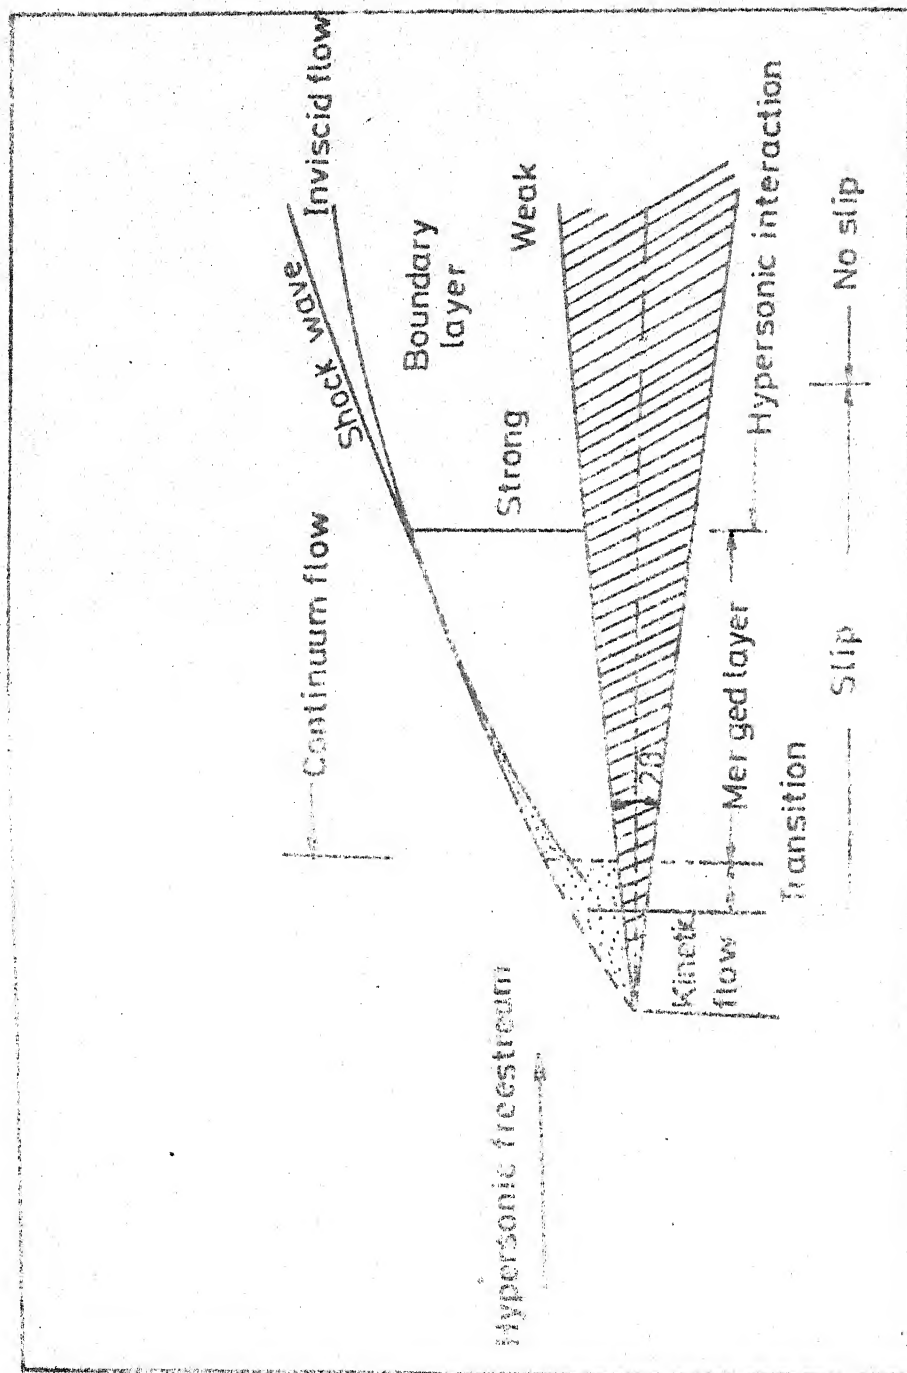 Inviscid flow
Shock wave
Continuum flow
Boundary
layer
Weak
Strong
Hypersonic freestream
28
Kinetic
flow
Merged layer
Hypersonic interaction
Transition
Slip
No slip